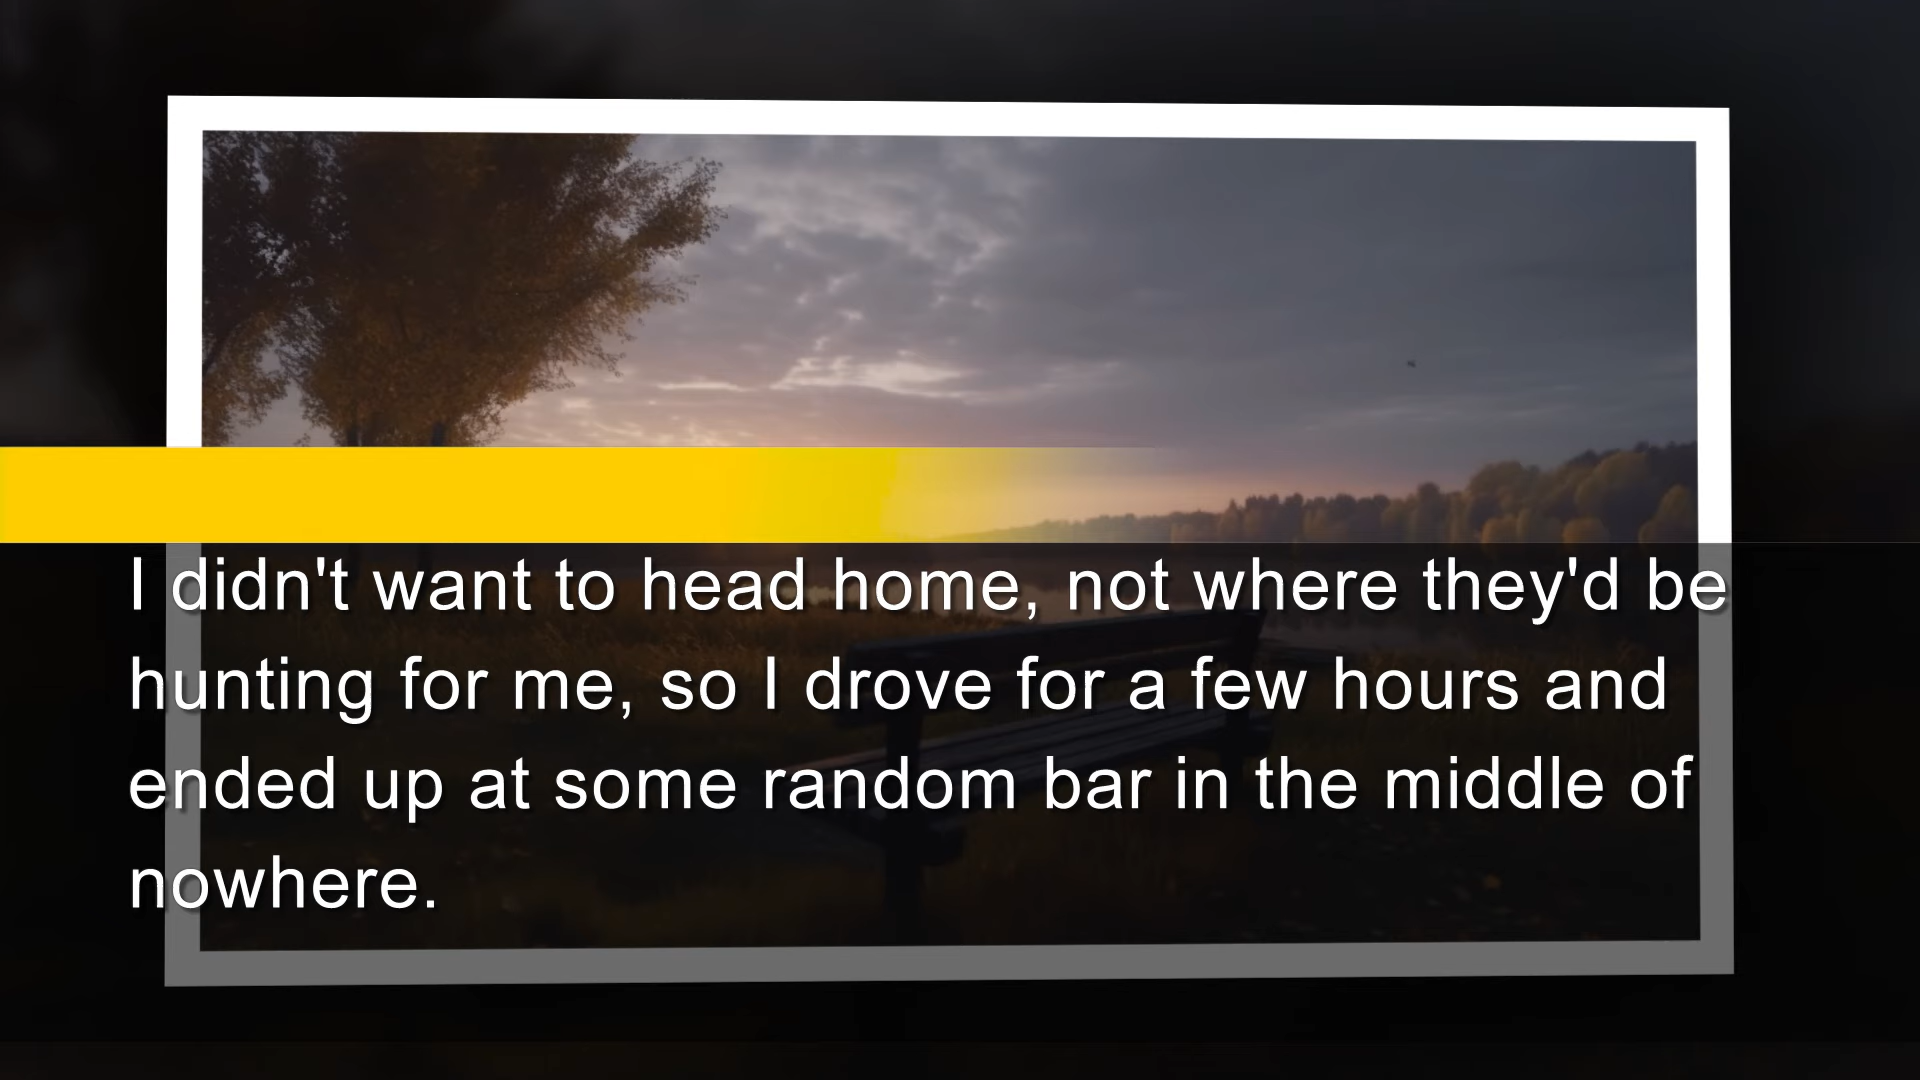 I didn't want to head home, not where they'd be
hunting for me, so I drove for a few hours and
ended up at some random bar in the middle of
nowhere.